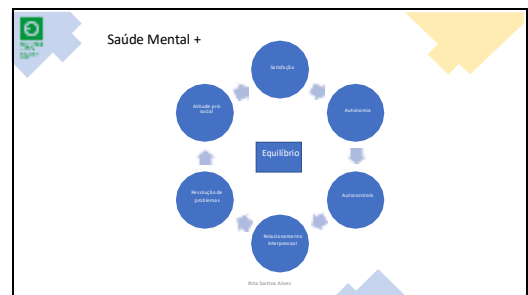 Saúde Mental +
Satisfação
Autonomia
Autocontrolo
Relacionamento
interpessoal
Resolução de
problemas
Atitude pró-
social
Equilíbrio
Rita Santos Alves